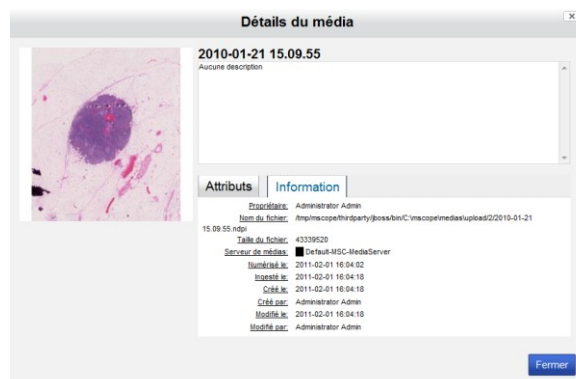 Détails du média
x
2010-01-21 15.09.55
Aucune description
Attributs Information
Propriétaire: Administrator Admin
Nom du fichier: /tmp/mscope/thirdparty/jboss/bin/C:\mscope\medias\upload/2/2010-01-21
15.09.55.ndpi
Taille du fichier: 43339520
Serveur de médias: Default-MSC-MediaServer
Numérisé le: 2011-02-01 16:04:02
Ingesté le: 2011-02-01 16:04:18
Créé le: 2011-02-01 16:04:18
Créé par: Administrator Admin
Modifié le: 2011-02-01 16:04:18
Modifié par: Administrator Admin
Fermer